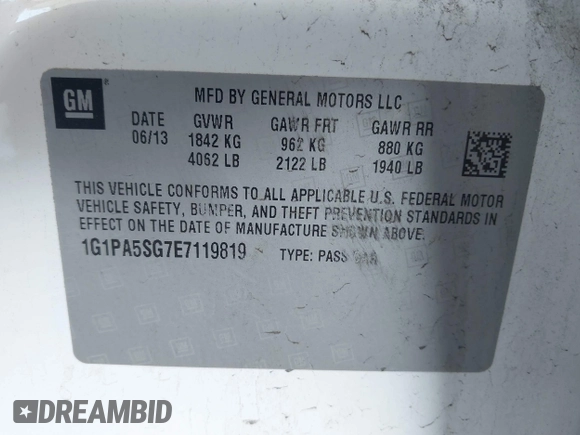 GM
MFD BY GENERAL MOTORS LLC
DATE GVWR GAWR FRT GAWR RR
06/13 1842 KG 962 KG 880 KG
4062 LB 2122 LB 1940 LB
THIS VEHICLE CONFORMS TO ALL APPLICABLE U.S. FEDERAL MOTOR
VEHICLE SAFETY, BUMPER, AND THEFT PREVENTION STANDARDS IN
EFFECT ON THE DATE OF MANUFACTURE SHOWN ABOVE.
1G1PA5SG7E7119819 TYPE: PASS CAR
DREAMBID